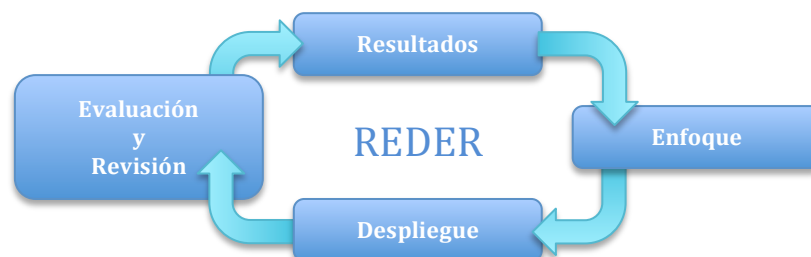 Resultados
Evaluación
y
Revisión
REDER
Enfoque
Despliegue